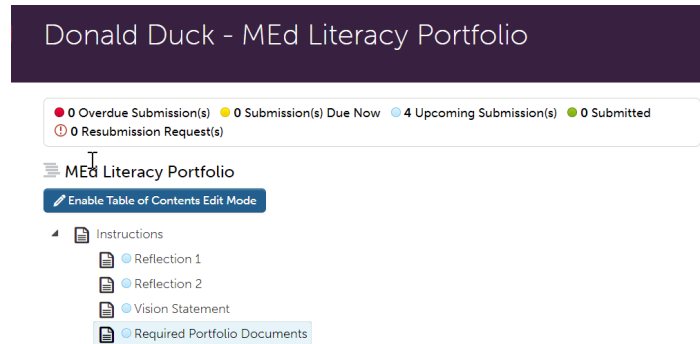 Donald Duck - MEd Literacy Portfolio
0 Overdue Submission(s) 0 Submission(s) Due Now 4 Upcoming Submission(s) 0 Submitted
0 Resubmission Request(s)
MEd Literacy Portfolio
Enable Table of Contents Edit Mode
Instructions
Reflection 1
Reflection 2
Vision Statement
Required Portfolio Documents